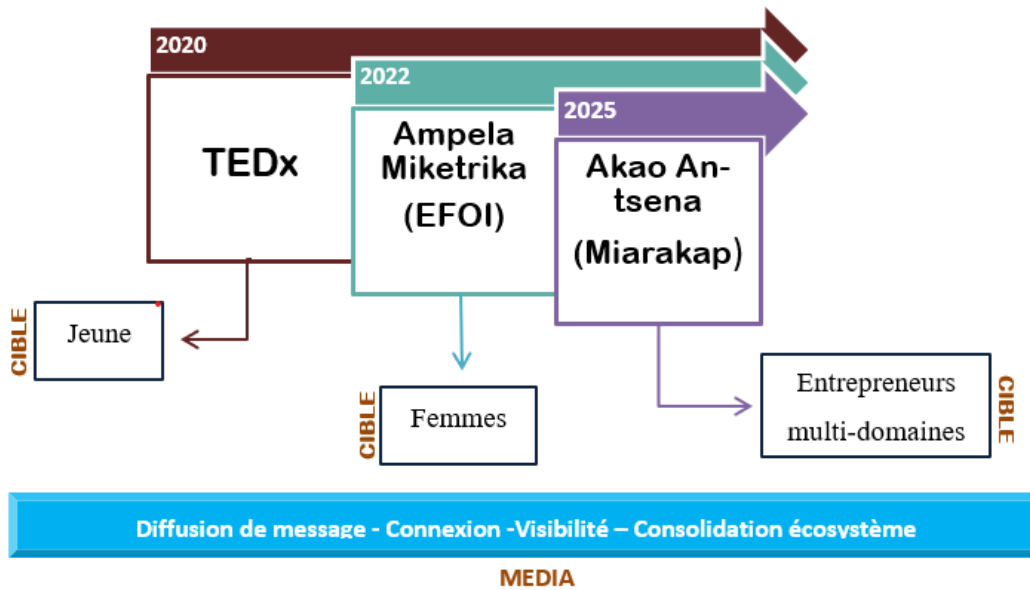 2020
TEDx
2022
Ampela
Miketrika
(EFOI)
2025
Akao An-
tsena
(Miarakap)
CIBLE
Jeune
CIBLE
Femmes
Entrepreneurs
multi-domaines
CIBLE
Diffusion de message - Connexion -Visibilité – Consolidation écosystème
MEDIA